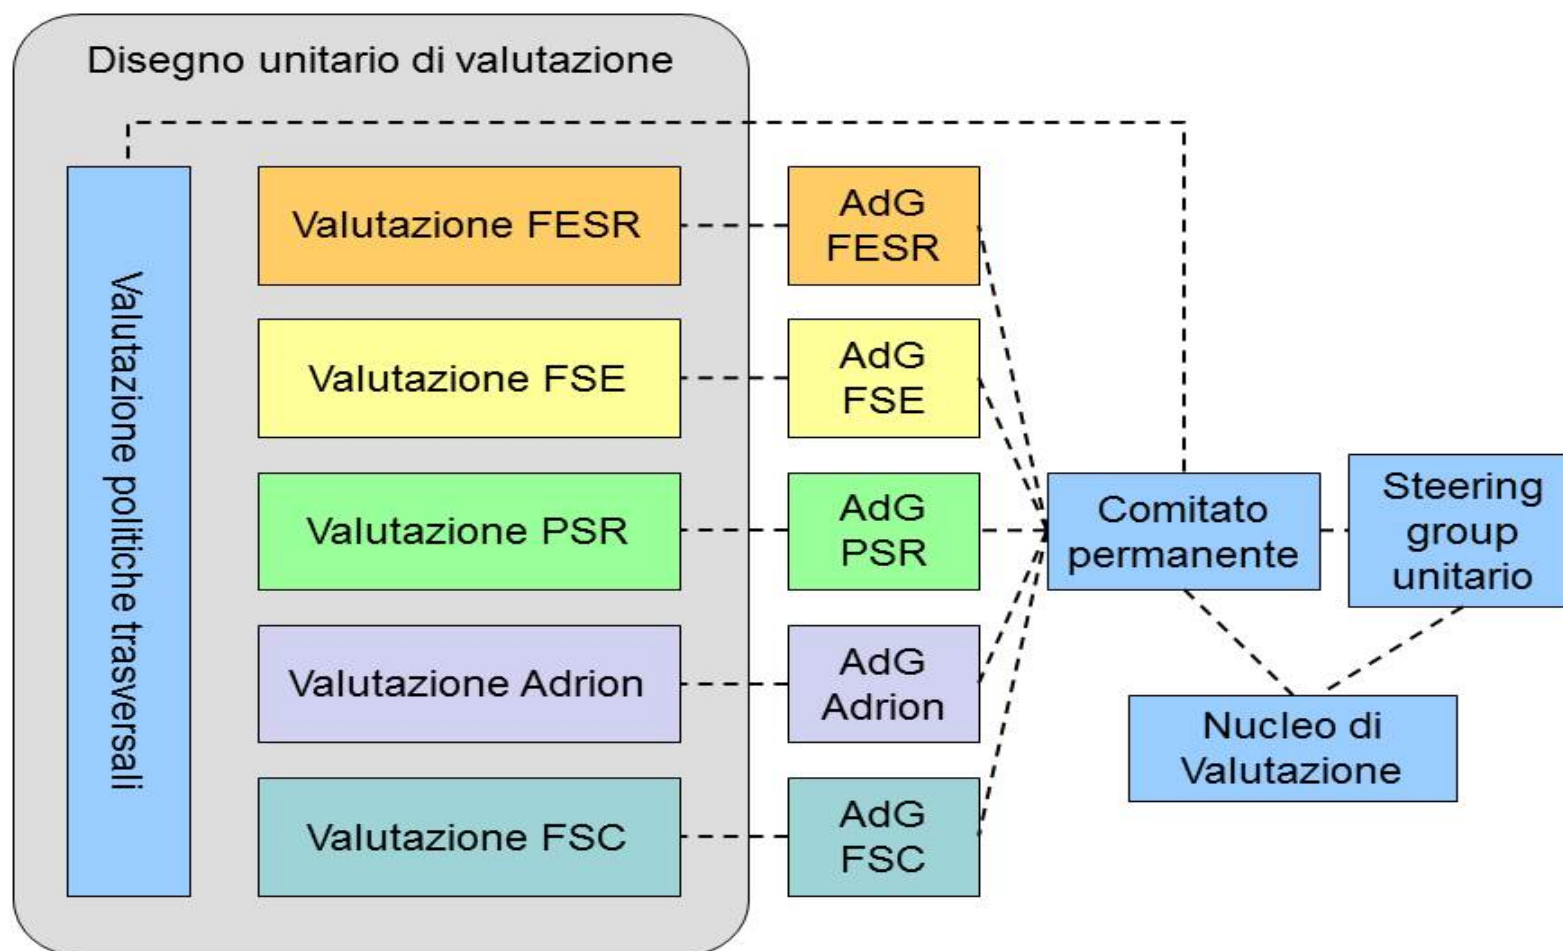 Disegno unitario di valutazione
Valutazione politiche trasversali
Valutazione FESR
AdG
FESR
Valutazione FSE
AdG
FSE
Valutazione PSR
AdG
PSR
Comitato
permanente
Steering
group
unitario
Valutazione Adrion
AdG
Adrion
Nucleo di
Valutazione
Valutazione FSC
AdG
FSC